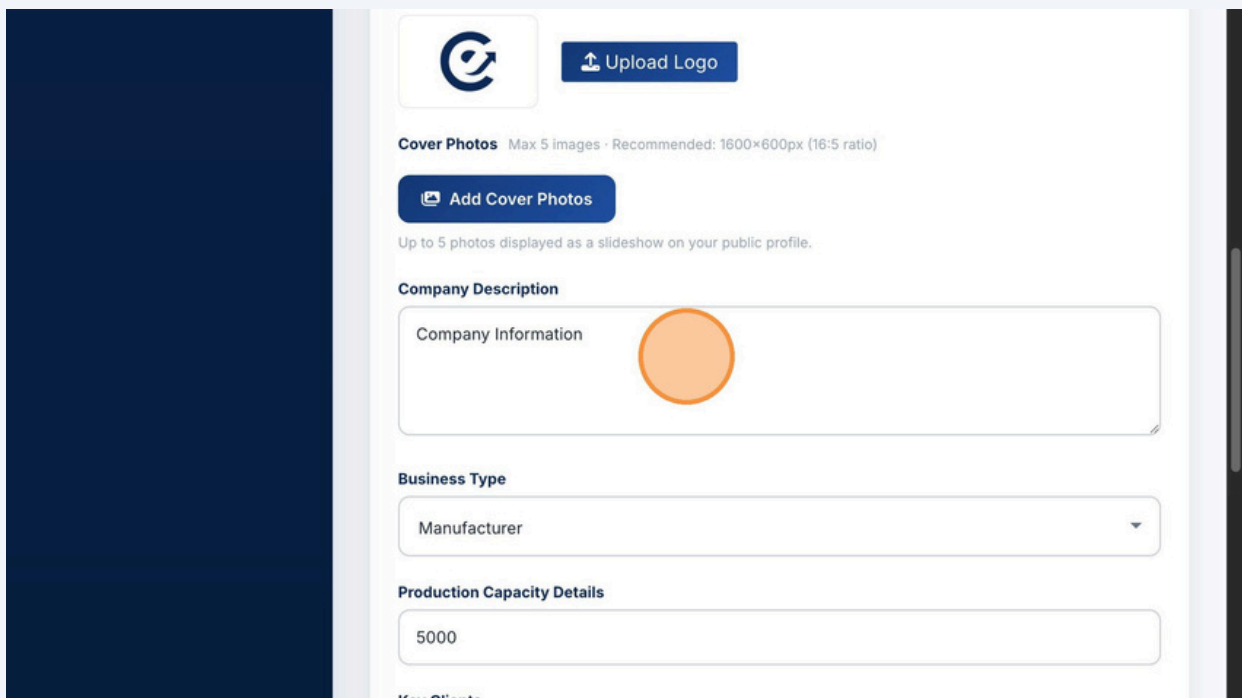 Upload Logo
Cover Photos Max 5 images · Recommended: 1600×600px (16:5 ratio)
Add Cover Photos
Up to 5 photos displayed as a slideshow on your public profile.
Company Description
Company Information
Business Type
Manufacturer
Production Capacity Details
5000
Key Clients